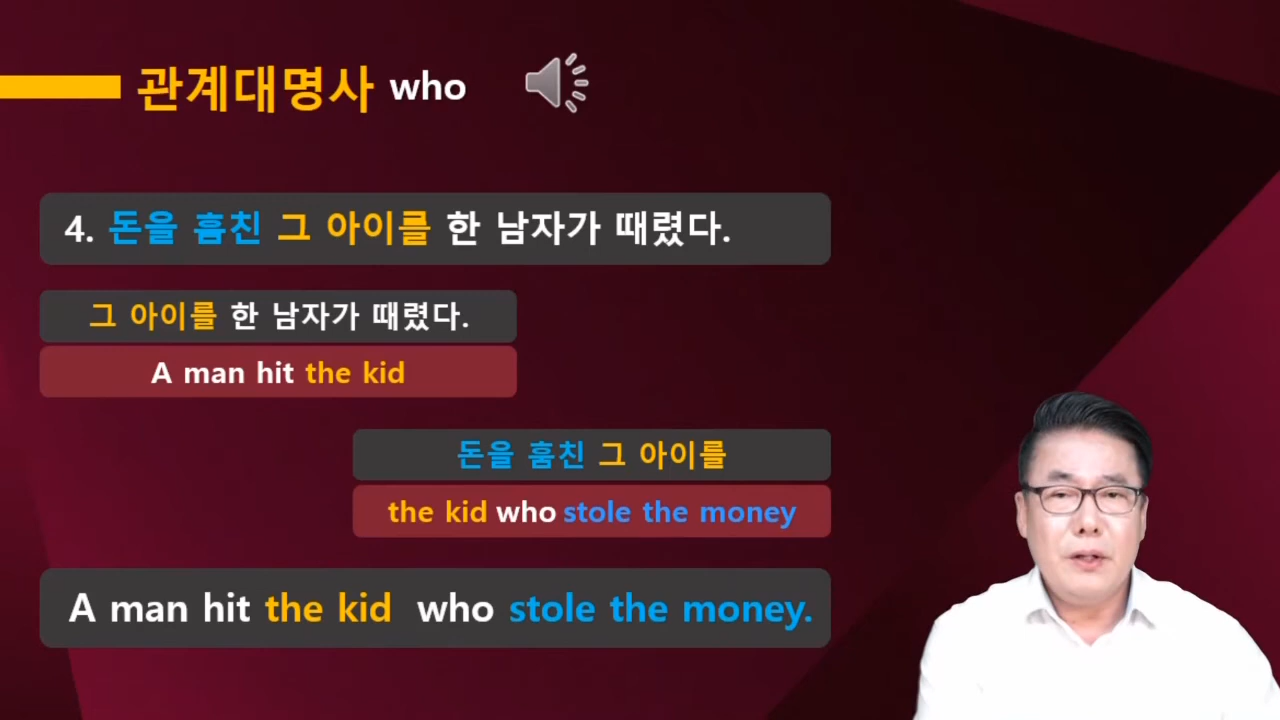 관계대명사 who
4. 돈을 훔친 그 아이를 한 남자가 때렸다.
그 아이를 한 남자가 때렸다.
A man hit the kid
돈을 훔친 그 아이를
the kid who stole the money
A man hit the kid who stole the money.